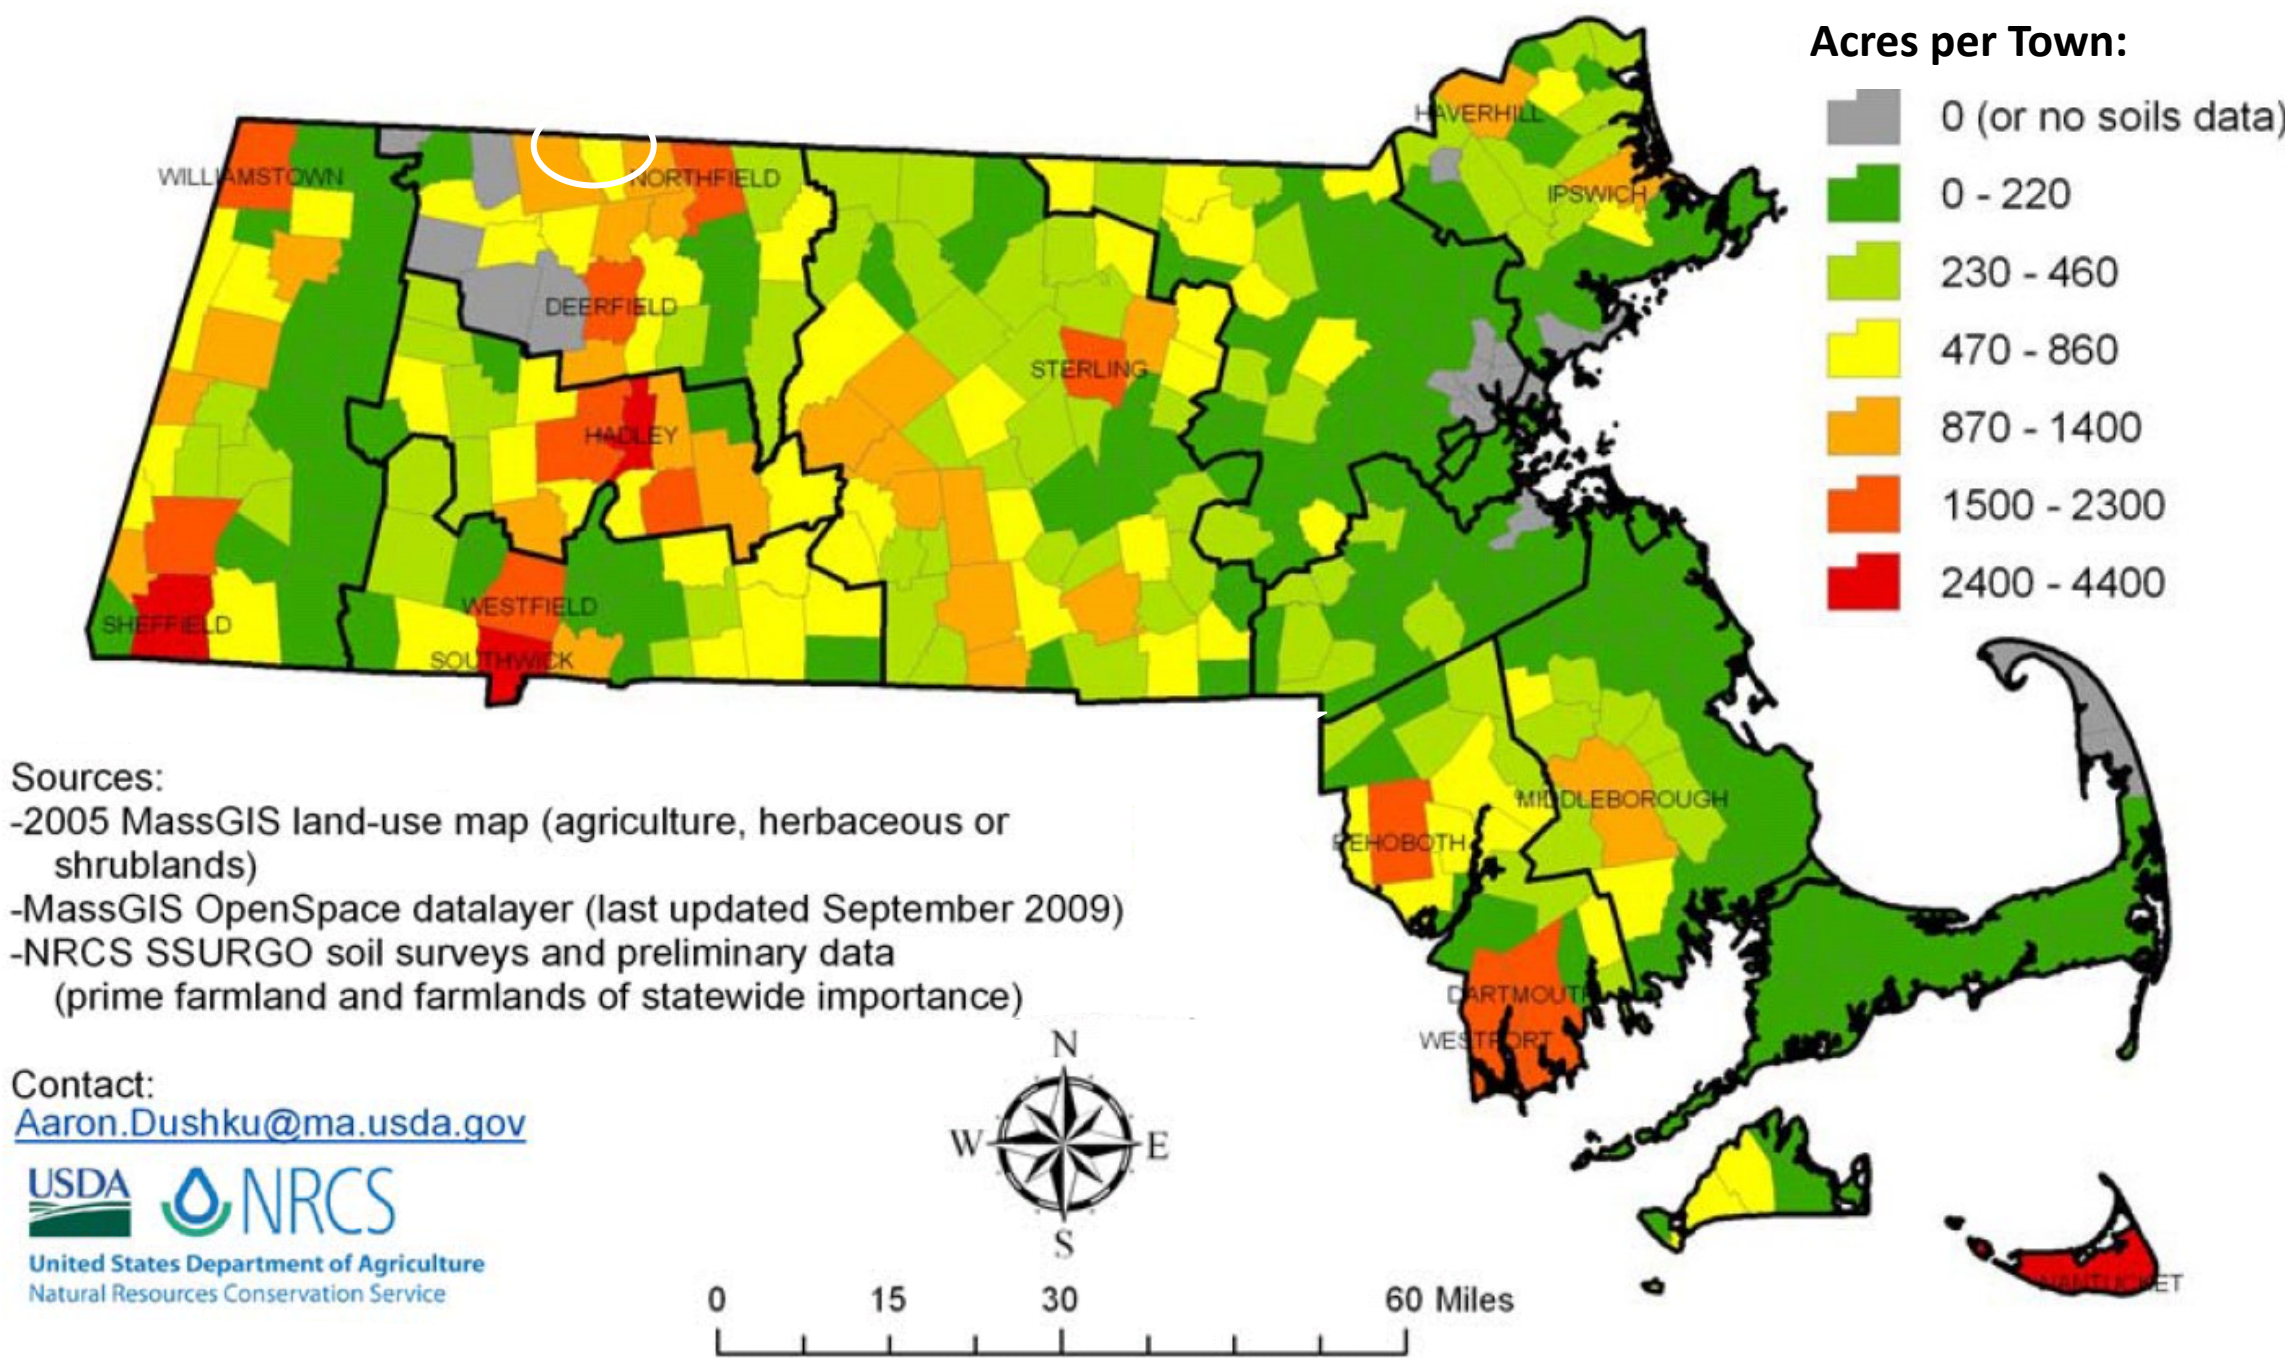 Acres per Town:
0 (or no soils data)
0 - 220
230 - 460
470 - 860
870 - 1400
1500 - 2300
2400 - 4400
HAVERHILL
IPSWICH
WILLIAMSTOWN
NORTHFIELD
DEERFIELD
STERLING
HADLEY
WESTFIELD
SHEFFIELD
SOUTHWICK
MIDDLEBOROUGH
REHOBOTH
DARTMOUTH
WESTPORT
NANTUCKET
Sources:
-2005 MassGIS land-use map (agriculture, herbaceous or
shrublands)
-MassGIS OpenSpace datalayer (last updated September 2009)
-NRCS SSURGO soil surveys and preliminary data
(prime farmland and farmlands of statewide importance)
Contact:
Aaron.Dushku@ma.usda.gov
USDA NRCS
United States Department of Agriculture
Natural Resources Conservation Service
N
W E
S
0 15 30 60 Miles